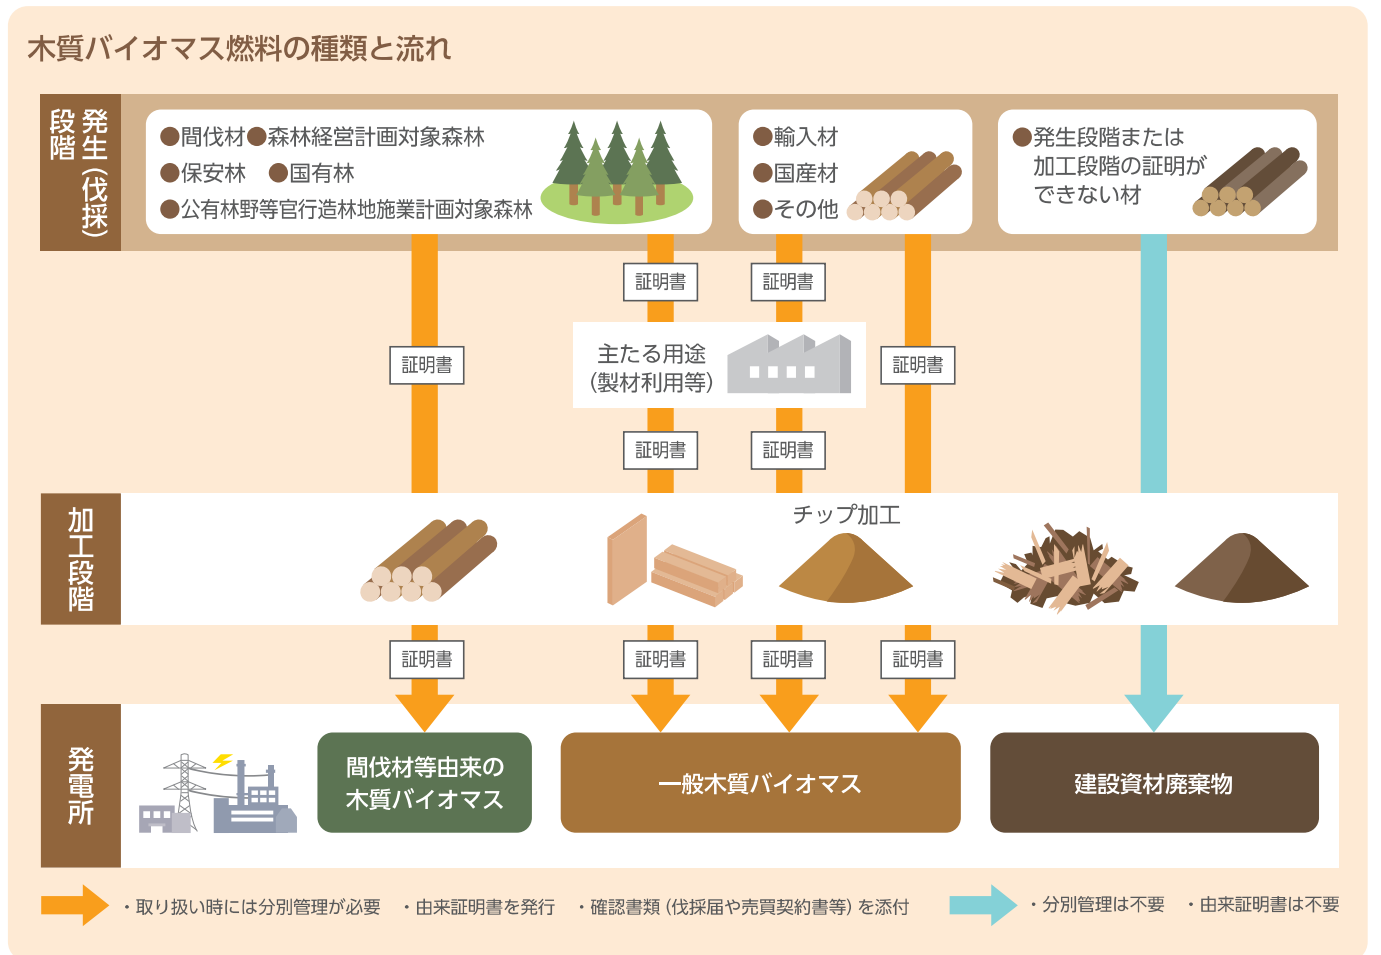 木質バイオマス燃料の種類と流れ
発生（伐採）
段階
●間伐材●森林経営計画対象森林
●保安林　●国有林
●公有林野等官行造林地施業計画対象森林
●輸入材
●国産材
●その他
●発生段階または
加工段階の証明が
できない材
証明書
証明書
主たる用途
（製材利用等）
証明書
証明書
証明書
証明書
加工段階
チップ加工
証明書
証明書
証明書
証明書
発電所
間伐材等由来の
木質バイオマス
一般木質バイオマス
建設資材廃棄物
・取り扱い時には分別管理が必要　・由来証明書を発行　・確認書類（伐採届や売買契約書等）を添付
・分別管理は不要　・由来証明書は不要